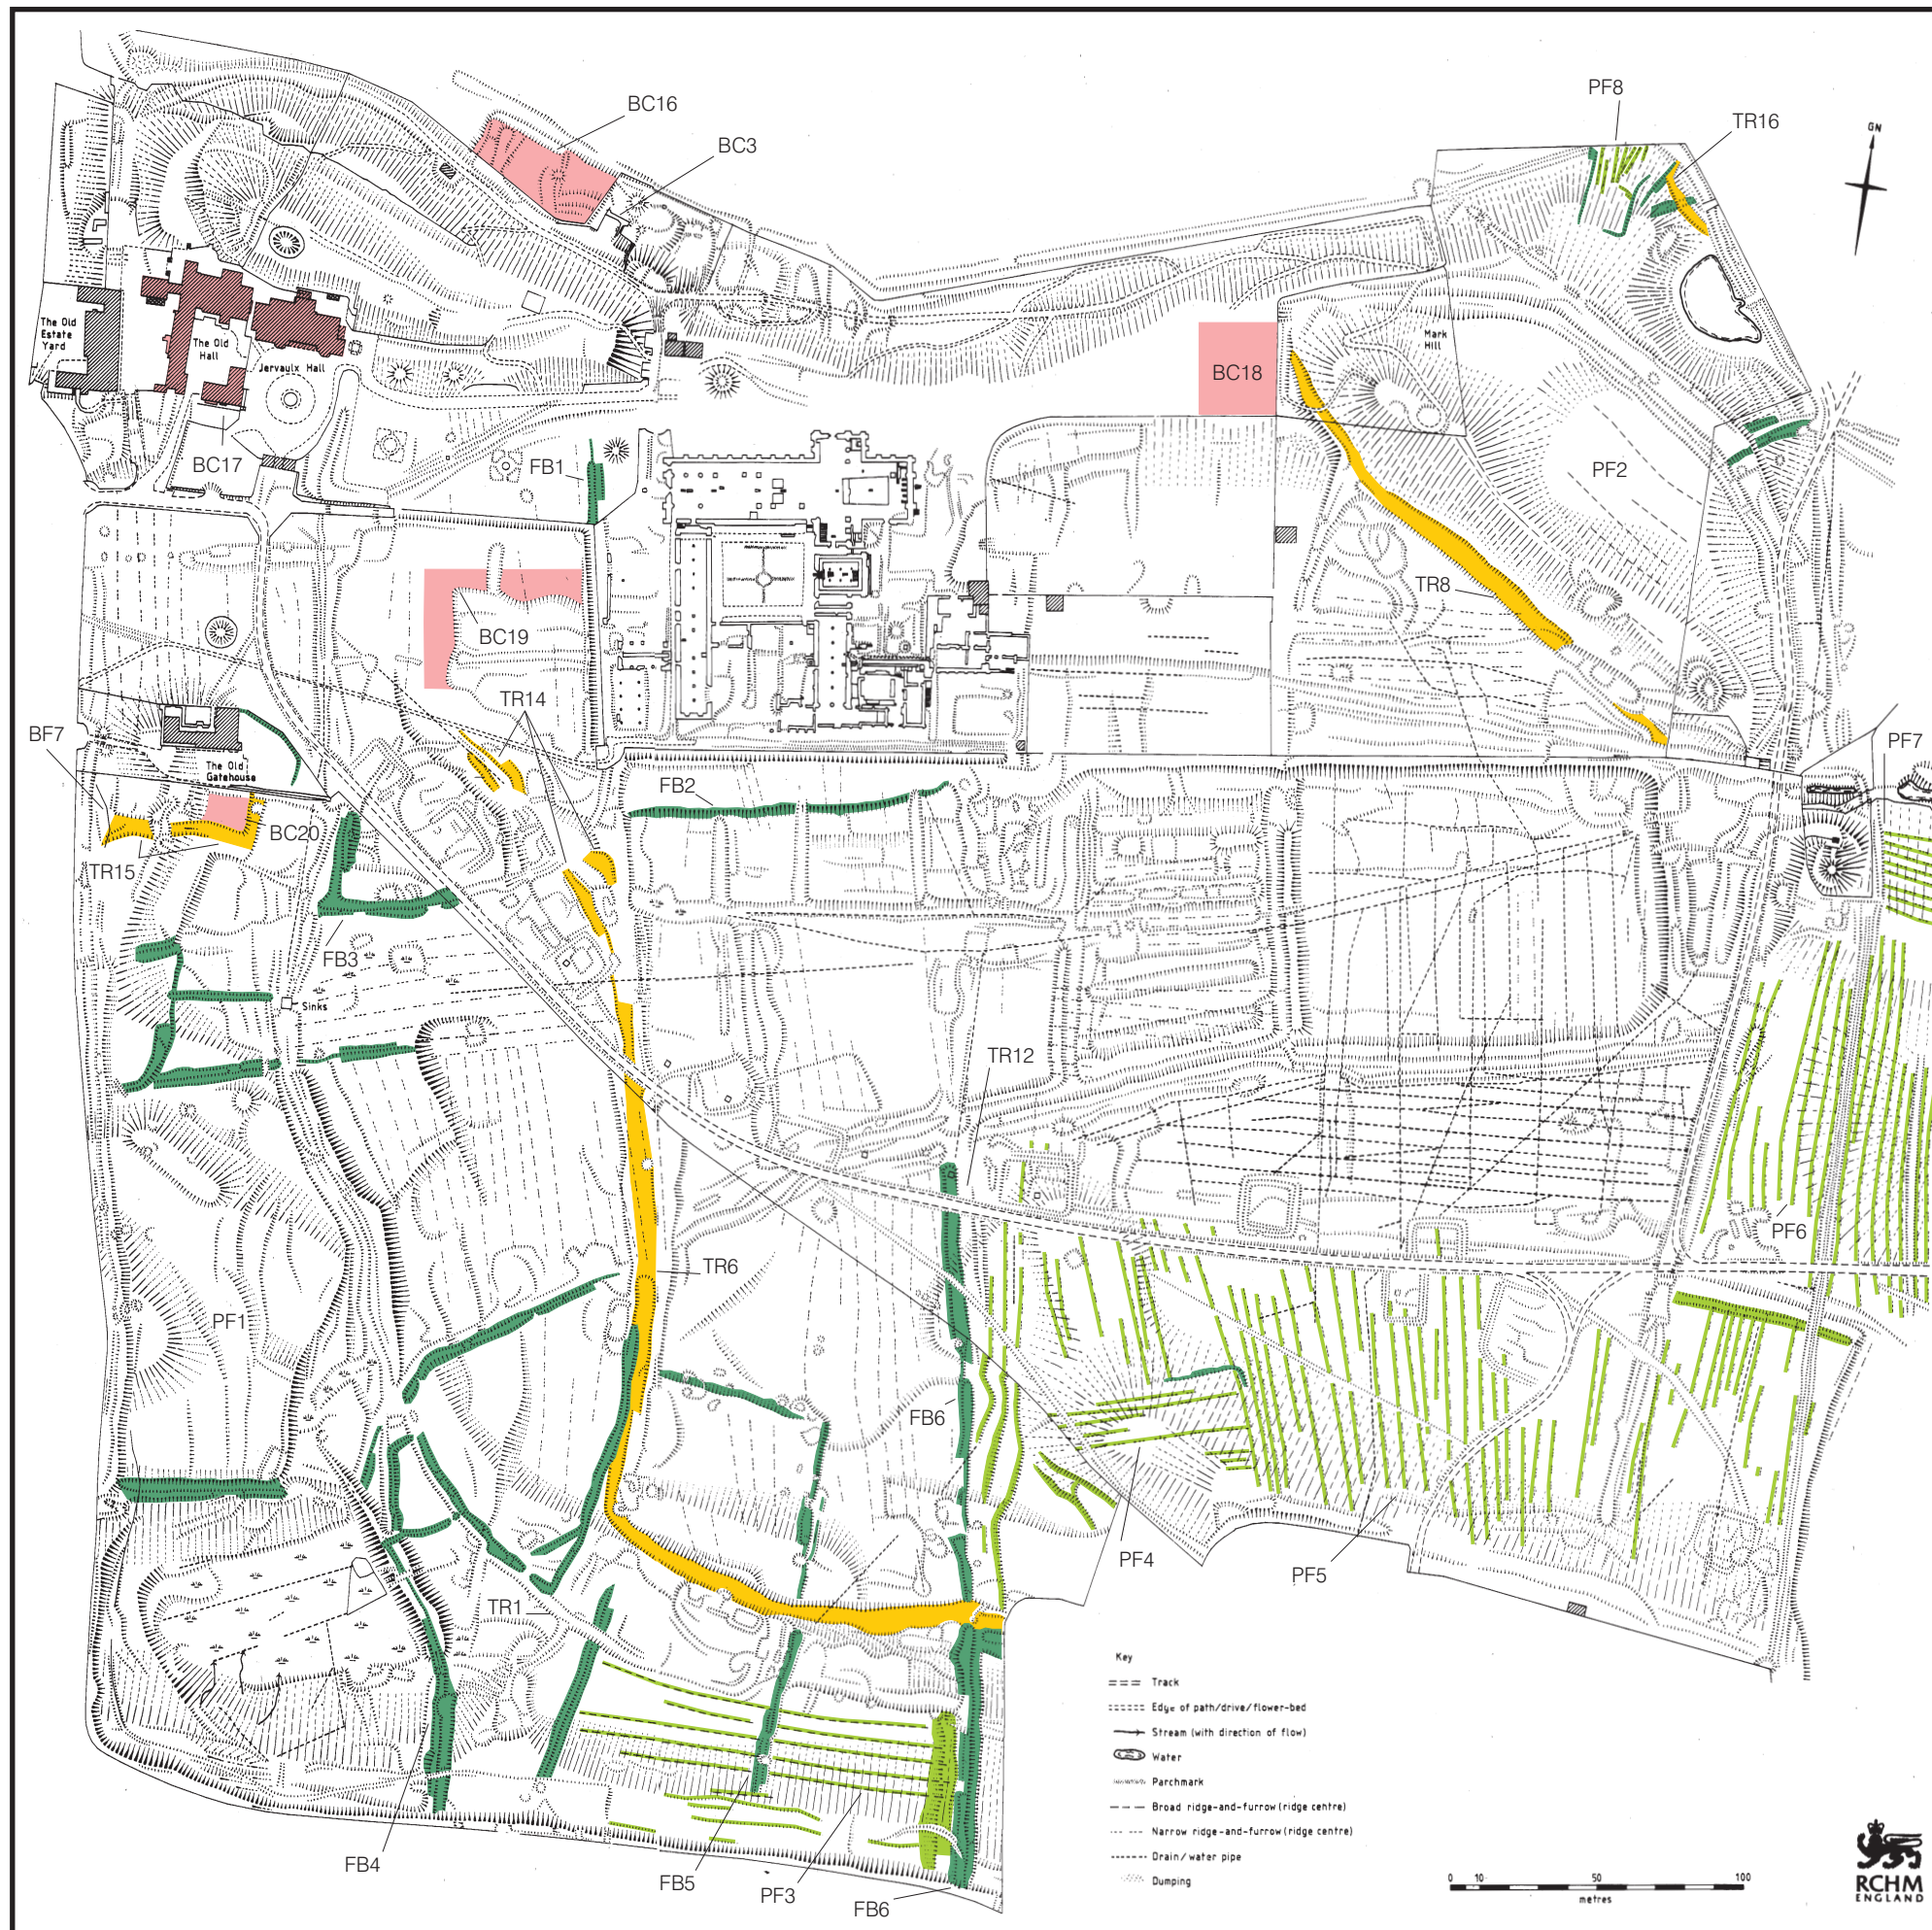 PF8
BC16
TR16
BC3
GN
The Old
Estate
Yard
The Old
Hall
Jervaulx Hall
Mark
Hill
BC18
BC17
FB1
PF2
TR8
BC19
TR14
BF7
PF7
The Old
Gatehouse
FB2
BC20
TR15
FB3
Sinks
TR12
PF6
TR6
PF1
FB6
PF4
PF5
TR1
Key
Track
Edge of path/drive/flower-bed
Stream (with direction of flow)
Water
Parchmark
Broad ridge-and-furrow (ridge centre)
Narrow ridge-and-furrow (ridge centre)
Drain/water pipe
Dumping
FB4
FB5
PF3
FB6
0 10 50 100
metres
RCHM
ENGLAND